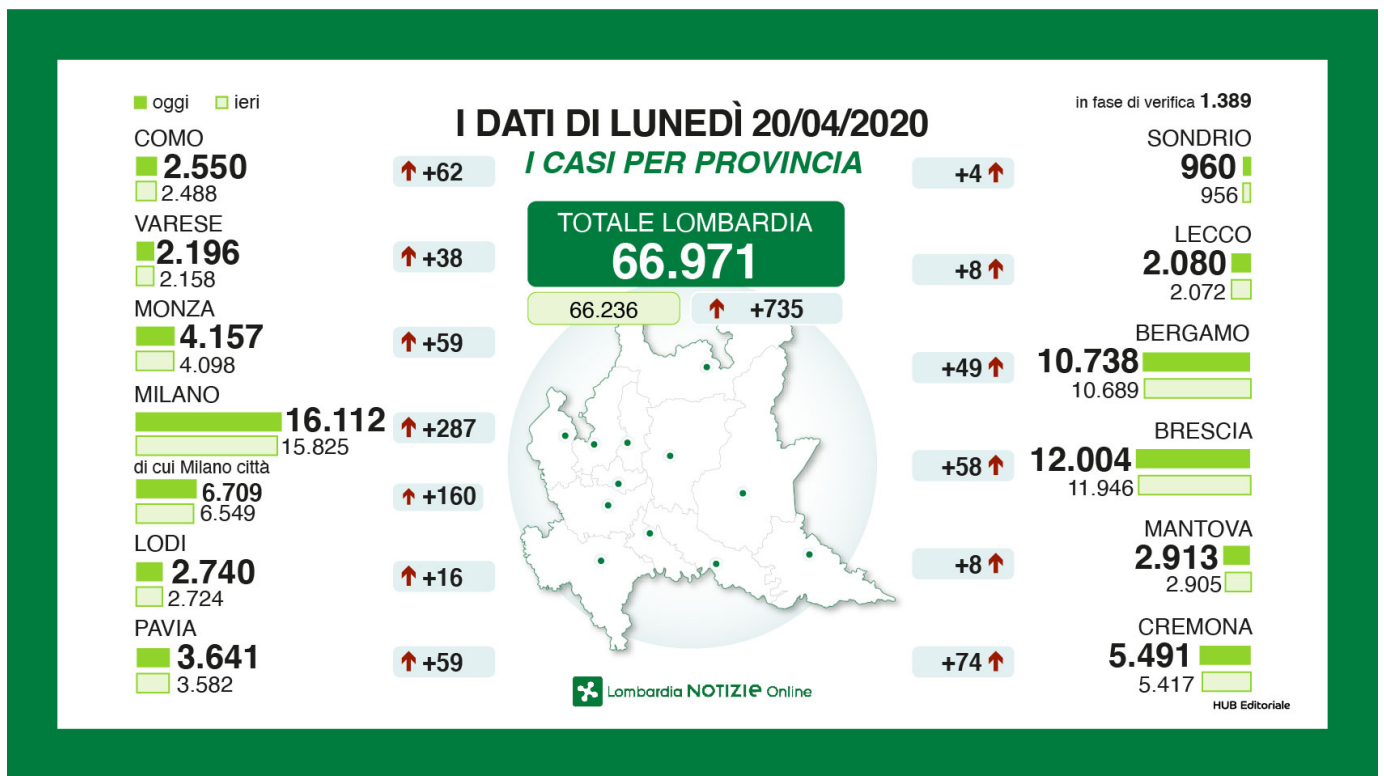 oggi ieri
I DATI DI LUNEDÌ 20/04/2020
I CASI PER PROVINCIA
in fase di verifica 1.389
TOTALE LOMBARDIA
66.971
66.236
+735
COMO
2.550
2.488
+62
VARESE
2.196
2.158
+38
MONZA
4.157
4.098
+59
MILANO
16.112
15.825
+287
di cui Milano città
6.709
6.549
+160
LODI
2.740
2.724
+16
PAVIA
3.641
3.582
+59
SONDRIO
960
956
+4
LECCO
2.080
2.072
+8
BERGAMO
10.738
10.689
+49
BRESCIA
12.004
11.946
+58
MANTOVA
2.913
2.905
+8
CREMONA
5.491
5.417
+74
Lombardia NOTIZIe Online
HUB Editoriale